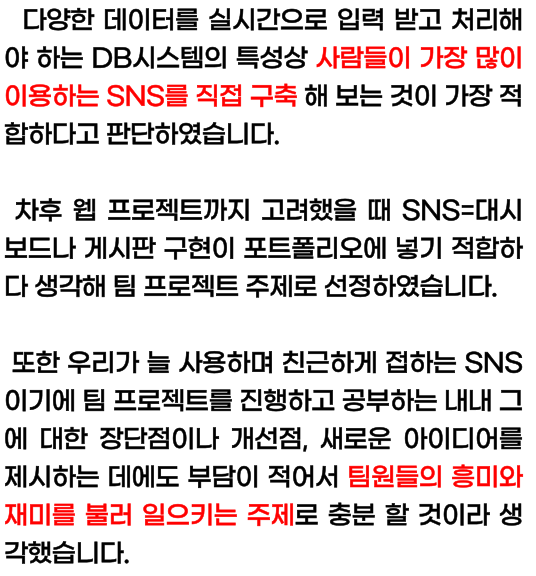 다양한 데이터를 실시간으로 입력 받고 처리해
야 하는 DB시스템의 특성상 사람들이 가장 많이
이용하는 SNS를 직접 구축 해 보는 것이 가장 적
합하다고 판단하였습니다.
차후 웹 프로젝트까지 고려했을 때 SNS=대시
보드나 게시판 구현이 포트폴리오에 넣기 적합하
다 생각해 팀 프로젝트 주제로 선정하였습니다.
또한 우리가 늘 사용하며 친근하게 접하는 SNS
이기에 팀 프로젝트를 진행하고 공부하는 내내 그
에 대한 장단점이나 개선점, 새로운 아이디어를
제시하는 데에도 부담이 적어서 팀원들의 흥미와
재미를 불러 일으키는 주제로 충분 할 것이라 생
각했습니다.